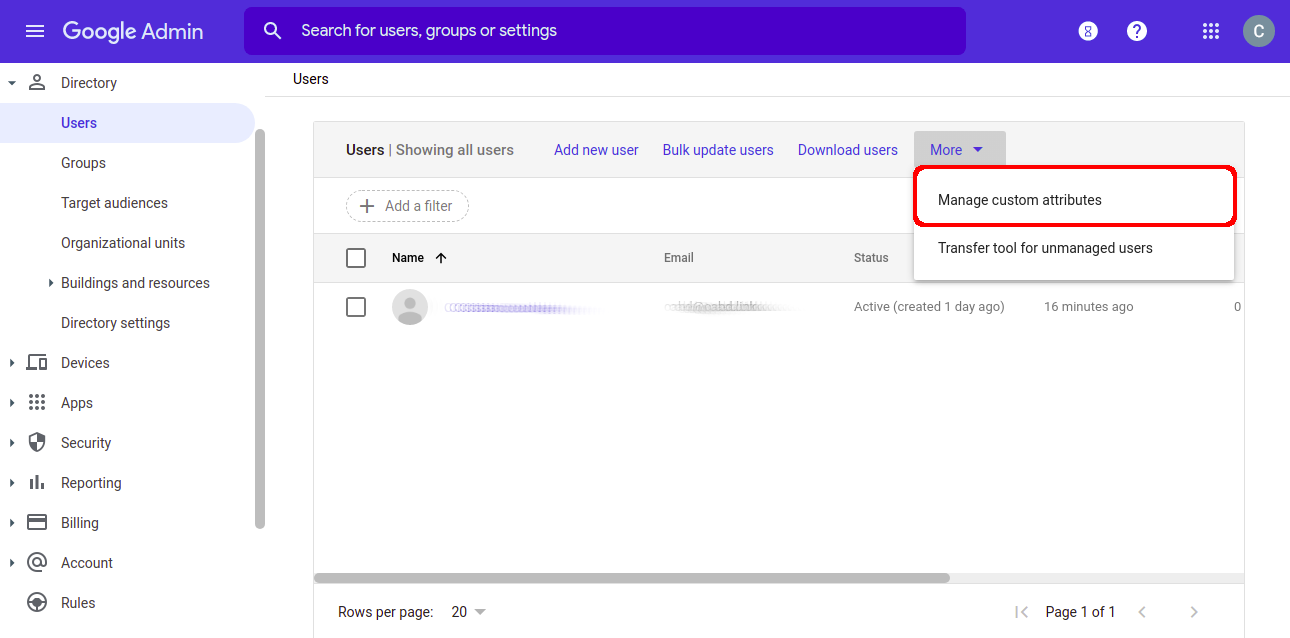 Google Admin
Search for users, groups or settings
C
Directory
Users
Groups
Target audiences
Organizational units
Buildings and resources
Directory settings
Devices
Apps
Security
Reporting
Billing
Account
Rules
Users
Users | Showing all users
Add new user
Bulk update users
Download users
More
Manage custom attributes
Transfer tool for unmanaged users
Add a filter
Name
Email
Status
Active (created 1 day ago)
16 minutes ago
0
Rows per page: 20
Page 1 of 1